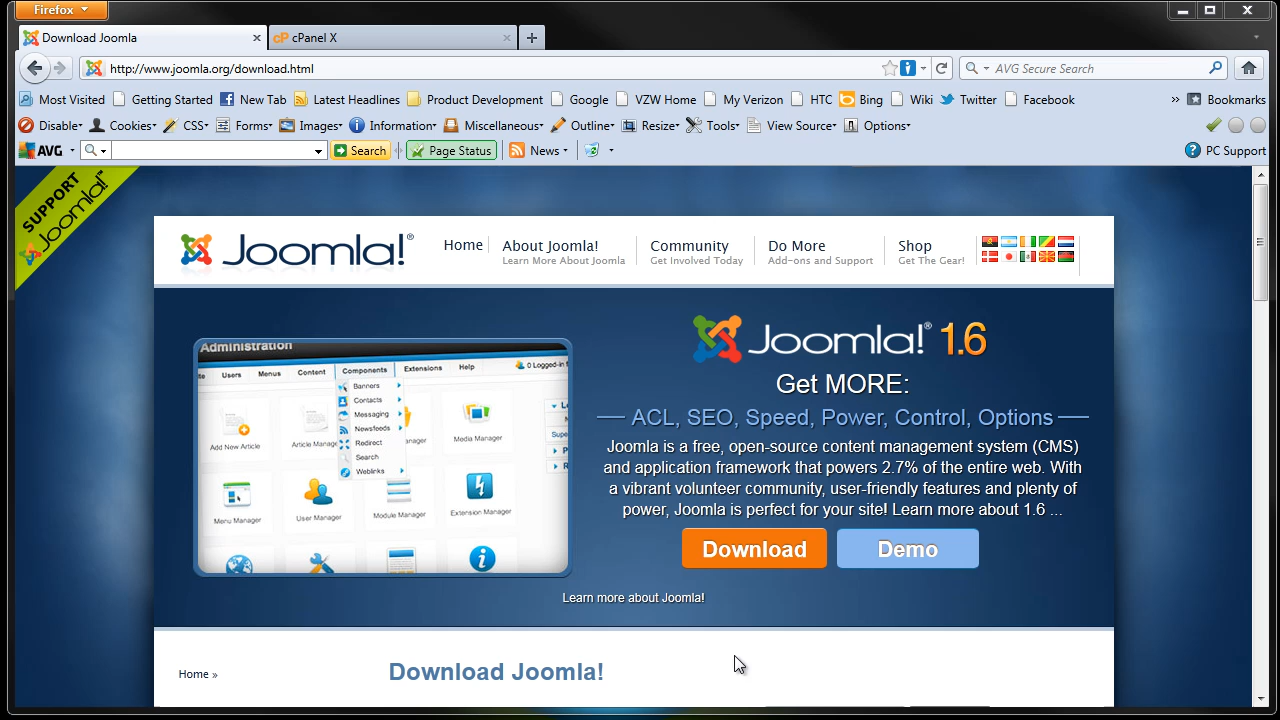 Firefox
Download Joomla
cPanel X
http://www.joomla.org/download.html
AVG Secure Search
Most Visited Getting Started New Tab Latest Headlines Product Development Google VZW Home My Verizon HTC Bing Wiki Twitter Facebook » Bookmarks
Disable Cookies CSS Forms Images Information Miscellaneous Outline Resize Tools View Source Options
AVG Search Page Status News PC Support
SUPPORT
Joomla!™
Joomla!®
Home About Joomla! Community Do More Shop
Learn More About Joomla Get Involved Today Add-ons and Support Get The Gear!
Joomla!® 1.6
Administration
Users Menus Content Components Extensions Help 0 Logged-in
Banners
Contacts
Messaging
Newsfeeds
Redirect
Search
Weblinks
Add New Article
Media Manager
Menu Manager User Manager Module Manager Extension Manager
Get MORE:
ACL, SEO, Speed, Power, Control, Options
Joomla is a free, open-source content management system (CMS)
and application framework that powers 2.7% of the entire web. With
a vibrant volunteer community, user-friendly features and plenty of
power, Joomla is perfect for your site! Learn more about 1.6 ...
Download Demo
Learn more about Joomla!
Home »
Download Joomla!